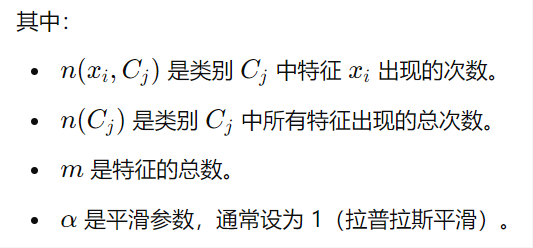 其中：
• n(xᵢ, Cⱼ) 是类别 Cⱼ 中特征 xᵢ 出现的次数。
• n(Cⱼ) 是类别 Cⱼ 中所有特征出现的总次数。
• m 是特征的总数。
• α 是平滑参数，通常设为 1（拉普拉斯平滑）。